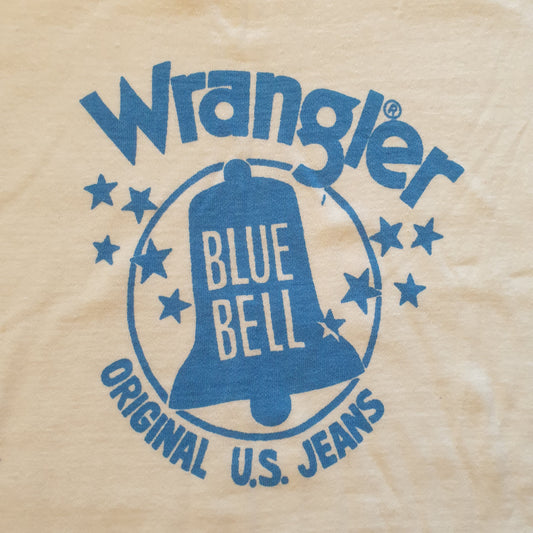 Wrangler®
BLUE
BELL
ORIGINAL U.S. JEANS